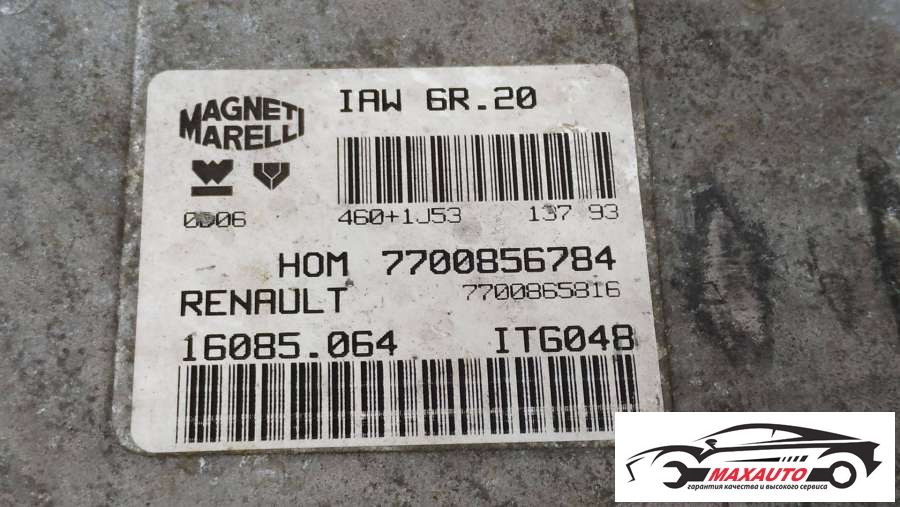 MAGNETI
MARELLI
IAW 6R.20
0D06
460+1J53 137 93
HOM 7700856784
RENAULT 7700865816
16085.064 ITG048
MAXAUTO
гарантия качества и высокого сервиса